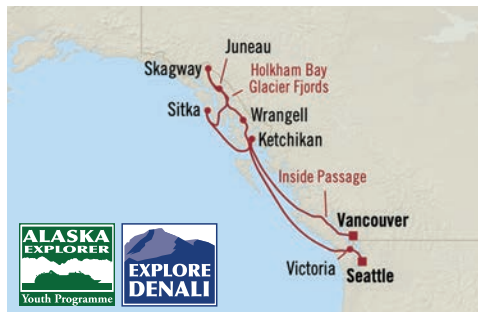 Juneau
Skagway
Holkham Bay
Glacier Fjords
Sitka
Wrangell
Ketchikan
Inside Passage
Vancouver
Victoria
Seattle
ALASKA
EXPLORER
Youth Programme
EXPLORE
DENALI